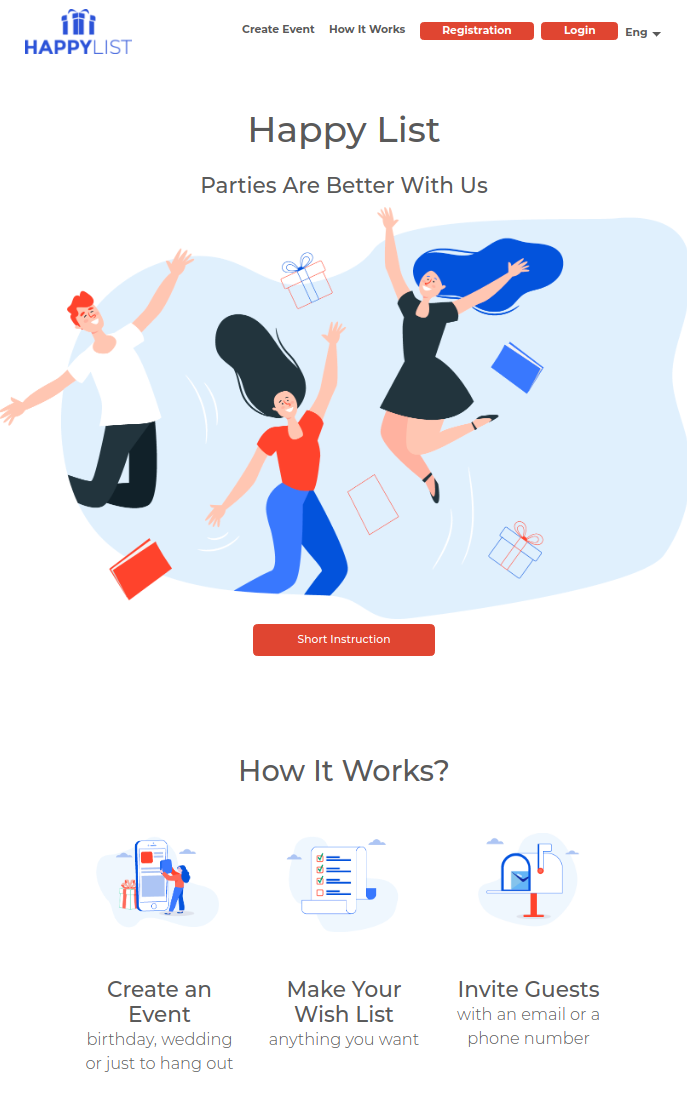 HAPPYLIST
Create Event
How It Works
Registration
Login
Eng
Happy List
Parties Are Better With Us
Short Instruction
How It Works?
Create an
Event
birthday, wedding
or just to hang out
Make Your
Wish List
anything you want
Invite Guests
with an email or a
phone number